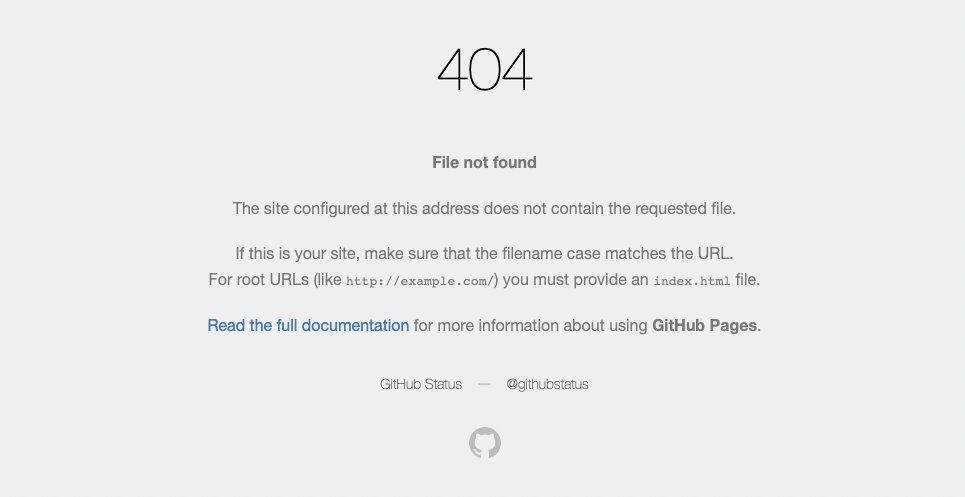 404
File not found
The site configured at this address does not contain the requested file.
If this is your site, make sure that the filename case matches the URL.
For root URLs (like http://example.com/) you must provide an index.html file.
Read the full documentation for more information about using GitHub Pages.
GitHub Status — @githubstatus